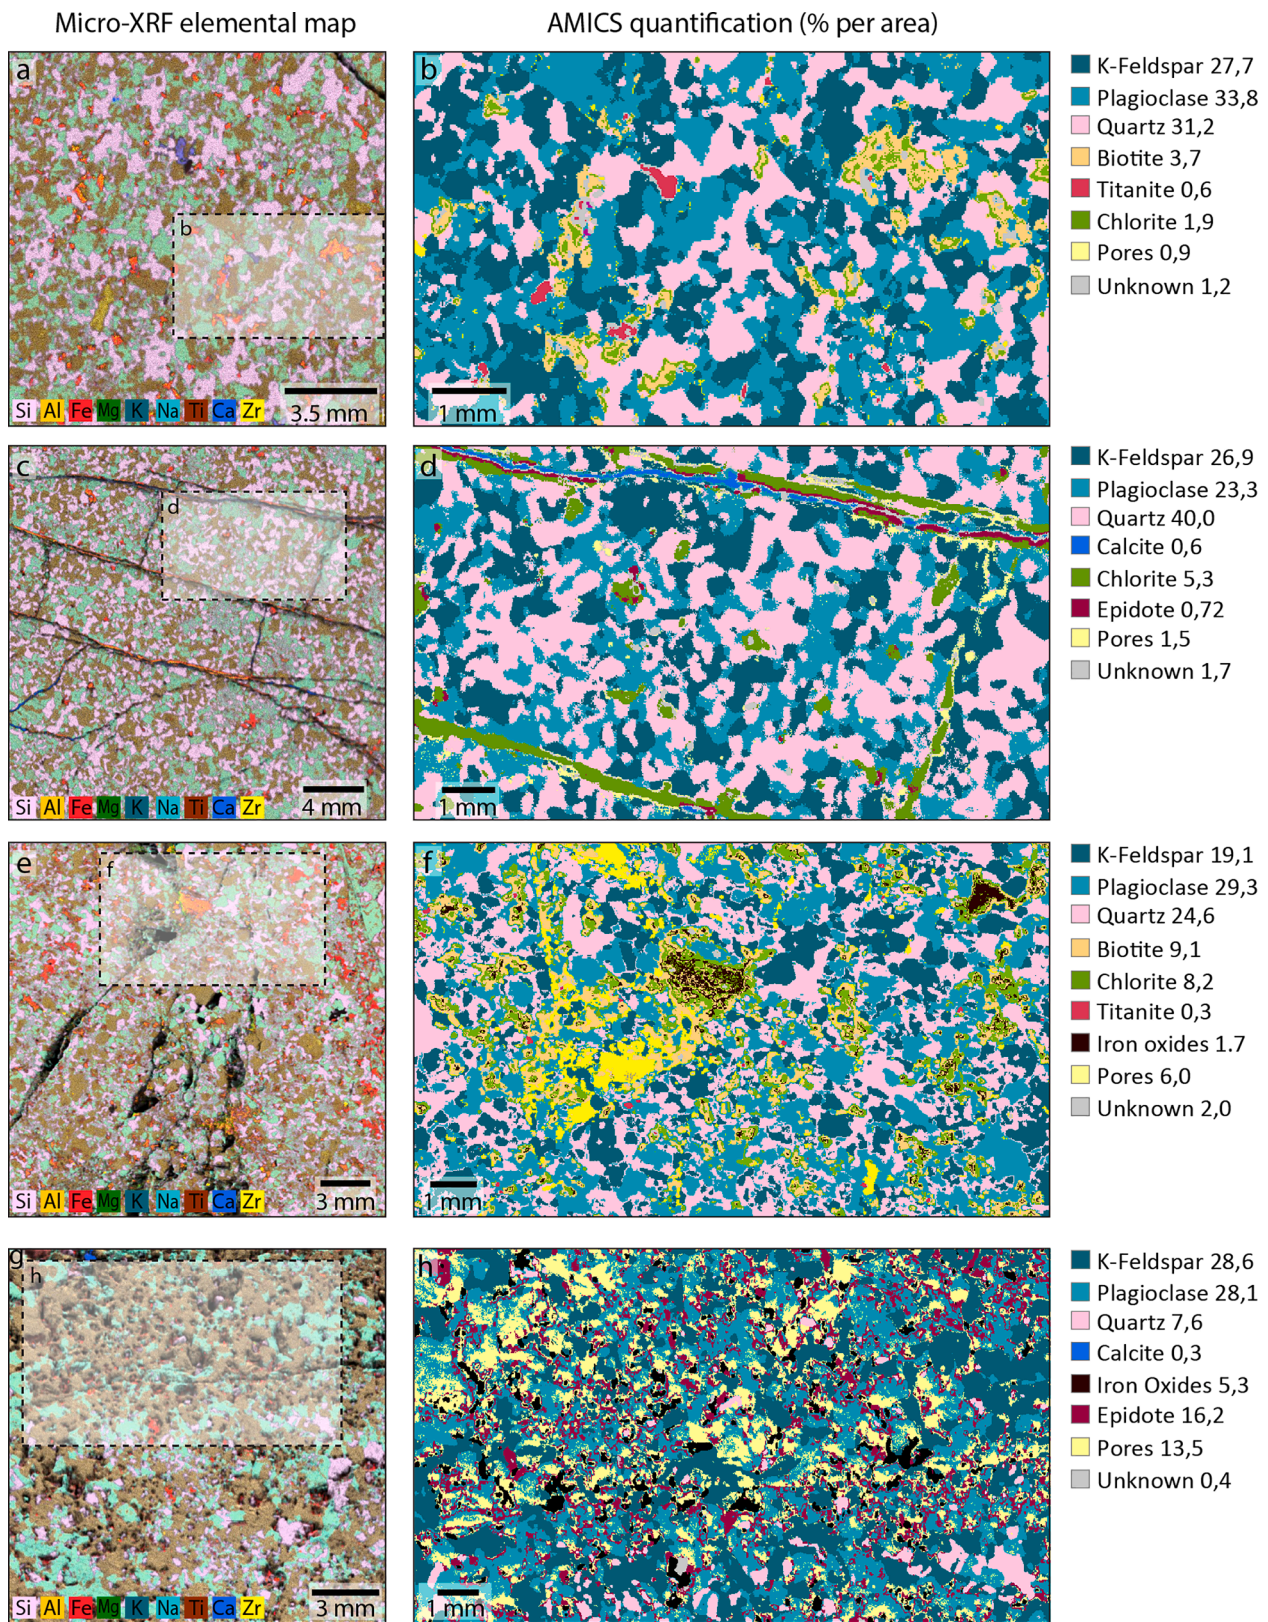 Micro-XRF elemental map
AMICS quantification (% per area)
a
b
Si Al Fe Mg K Na Ti Ca Zr
3.5 mm
b
1 mm
K-Feldspar 27,7
Plagioclase 33,8
Quartz 31,2
Biotite 3,7
Titanite 0,6
Chlorite 1,9
Pores 0,9
Unknown 1,2
c
d
Si Al Fe Mg K Na Ti Ca Zr
4 mm
d
1 mm
K-Feldspar 26,9
Plagioclase 23,3
Quartz 40,0
Calcite 0,6
Chlorite 5,3
Epidote 0,72
Pores 1,5
Unknown 1,7
e
f
Si Al Fe Mg K Na Ti Ca Zr
3 mm
f
1 mm
K-Feldspar 19,1
Plagioclase 29,3
Quartz 24,6
Biotite 9,1
Chlorite 8,2
Titanite 0,3
Iron oxides 1.7
Pores 6,0
Unknown 2,0
g
h
Si Al Fe Mg K Na Ti Ca Zr
3 mm
h
1 mm
K-Feldspar 28,6
Plagioclase 28,1
Quartz 7,6
Calcite 0,3
Iron Oxides 5,3
Epidote 16,2
Pores 13,5
Unknown 0,4